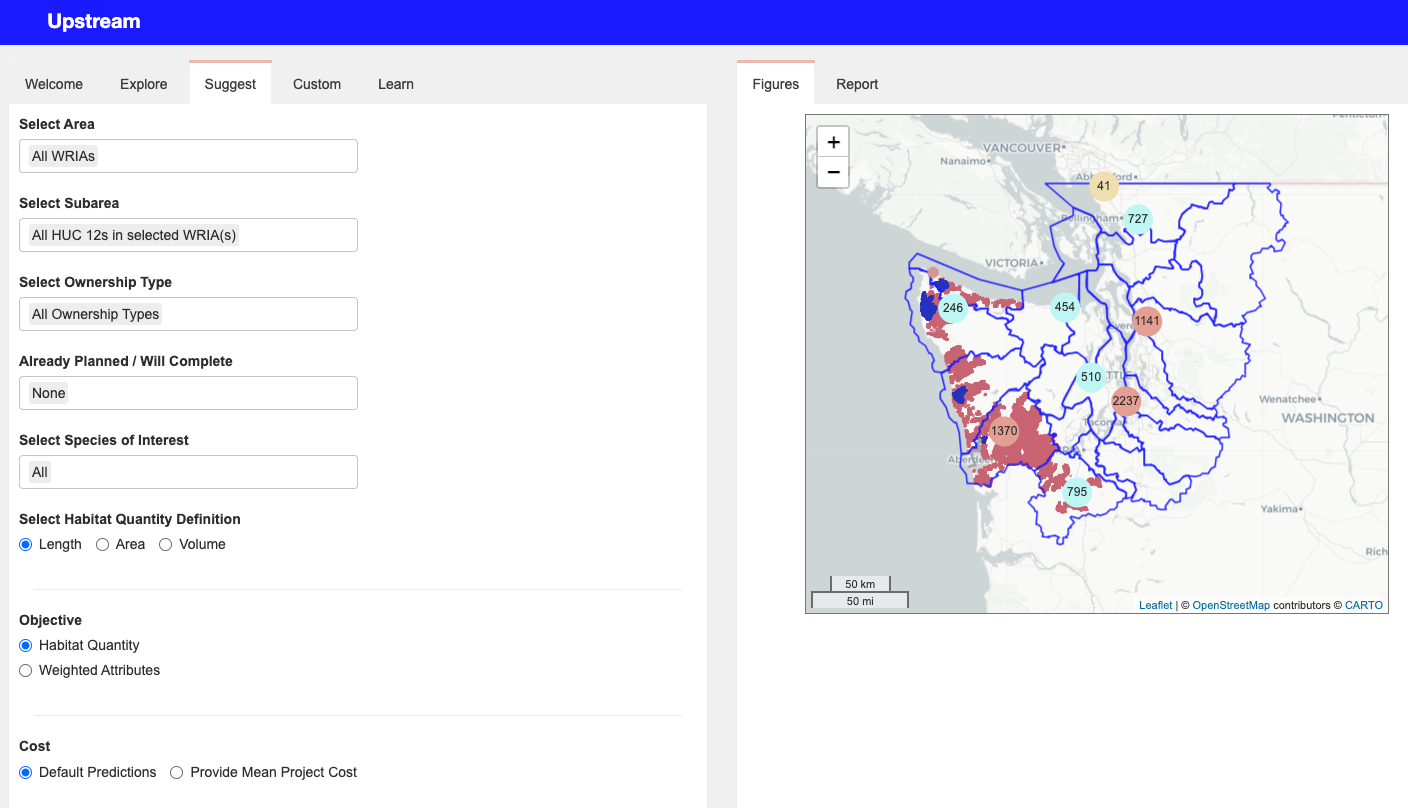 Upstream
Welcome
Explore
Suggest
Custom
Learn
Select Area
All WRIAs
Select Subarea
All HUC 12s in selected WRIA(s)
Select Ownership Type
All Ownership Types
Already Planned / Will Complete
None
Select Species of Interest
All
Select Habitat Quantity Definition
Length
Area
Volume
Objective
Habitat Quantity
Weighted Attributes
Cost
Default Predictions
Provide Mean Project Cost
Figures
Report
+
−
VANCOUVER
Nanaimo
41
727
Bellingham
VICTORIA
246
454
1141
510
2237
Wenatchee
WASHINGTON
Tacoma
1370
795
Yakima
50 km
50 mi
Leaflet | © OpenStreetMap contributors © CARTO